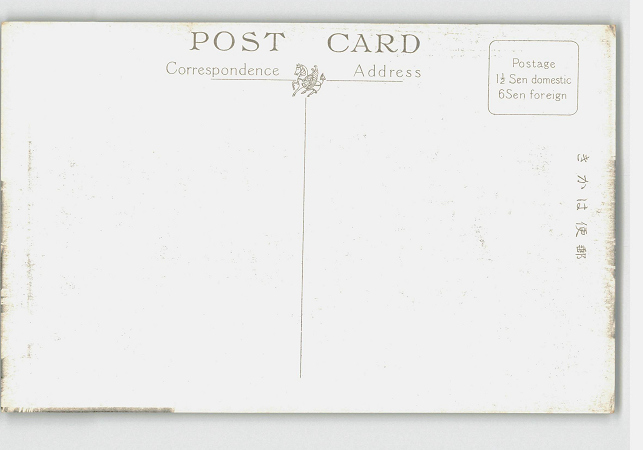 POST CARD
Correspondence Address
Postage
1½ Sen domestic
6Sen foreign
きかは便郵